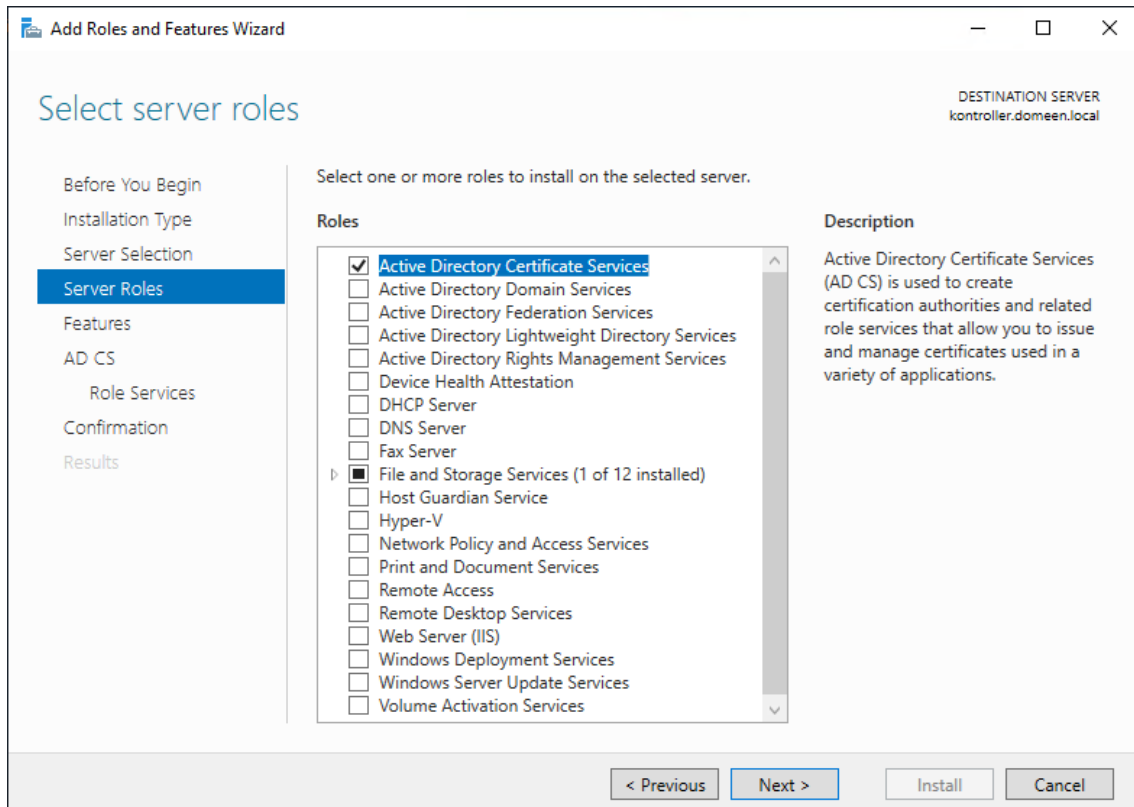 Add Roles and Features Wizard
Select server roles
DESTINATION SERVER
kontroller.domeen.local
Before You Begin
Installation Type
Server Selection
Server Roles
Features
AD CS
Role Services
Confirmation
Results
Select one or more roles to install on the selected server.
Roles
Active Directory Certificate Services
Active Directory Domain Services
Active Directory Federation Services
Active Directory Lightweight Directory Services
Active Directory Rights Management Services
Device Health Attestation
DHCP Server
DNS Server
Fax Server
File and Storage Services (1 of 12 installed)
Host Guardian Service
Hyper-V
Network Policy and Access Services
Print and Document Services
Remote Access
Remote Desktop Services
Web Server (IIS)
Windows Deployment Services
Windows Server Update Services
Volume Activation Services
Description
Active Directory Certificate Services
(AD CS) is used to create
certification authorities and related
role services that allow you to issue
and manage certificates used in a
variety of applications.
< Previous
Next >
Install
Cancel